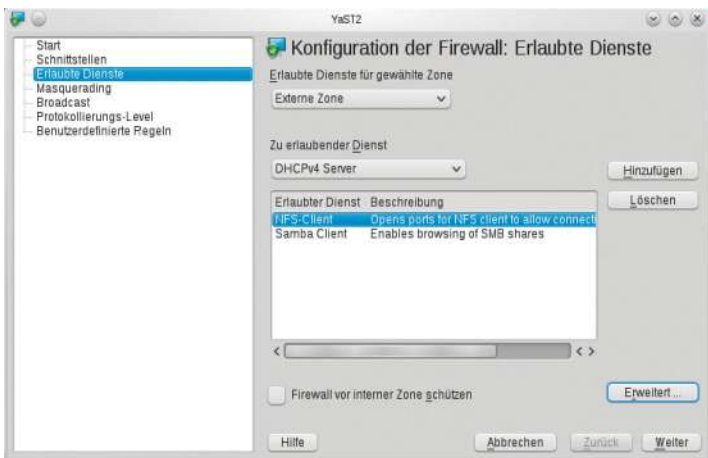 YaST2
Start
Schnittstellen
Erlaubte Dienste
Masquerading
Broadcast
Protokollierungs-Level
Benutzerdefinierte Regeln
Konfiguration der Firewall: Erlaubte Dienste
Erlaubte Dienste für gewählte Zone
Externe Zone
Zu erlaubender Dienst
DHCPv4 Server
Hinzufügen
Erlaubter Dienst Beschreibung
Löschen
NFS-Client Opens ports for NFS client to allow connecti
Samba Client Enables browsing of SMB shares
Firewall vor interner Zone schützen
Erweitert ...
Hilfe
Abbrechen
Zurück
Weiter